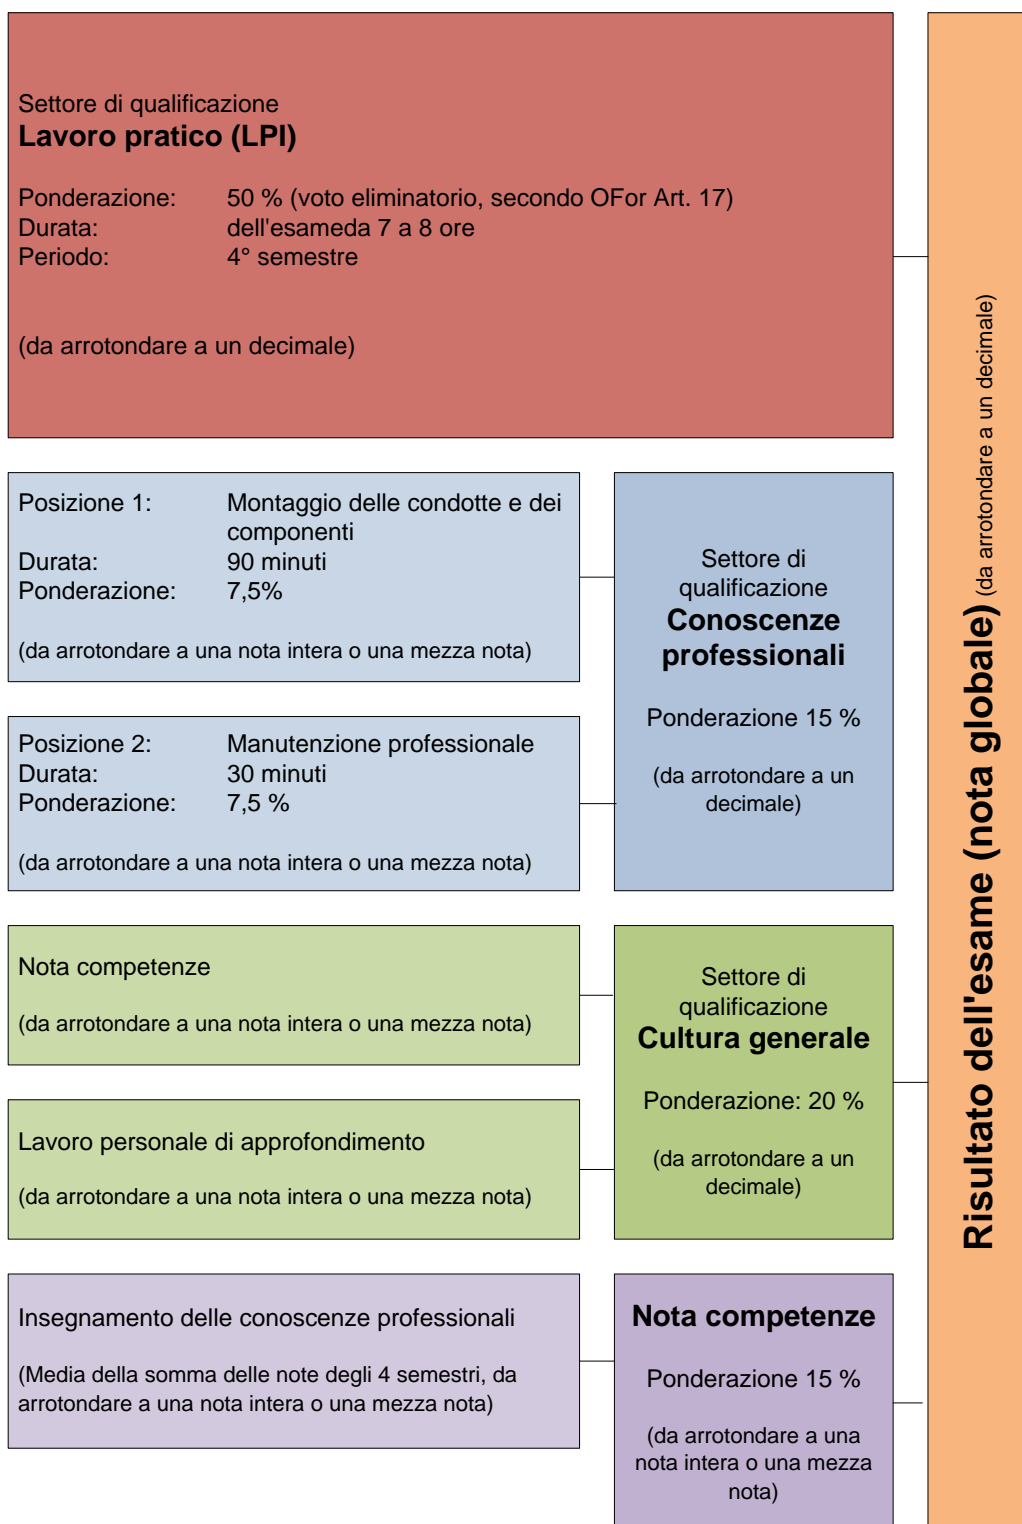 Settore di qualificazione
Lavoro pratico (LPI)
Ponderazione: 50 % (voto eliminatorio, secondo OFor Art. 17)
Durata: dell'esameda 7 a 8 ore
Periodo: 4° semestre
(da arrotondare a un decimale)
Posizione 1: Montaggio delle condotte e dei
componenti
Durata: 90 minuti
Ponderazione: 7,5%
(da arrotondare a una nota intera o una mezza nota)
Posizione 2: Manutenzione professionale
Durata: 30 minuti
Ponderazione: 7,5 %
(da arrotondare a una nota intera o una mezza nota)
Settore di
qualificazione
Conoscenze
professionali
Ponderazione 15 %
(da arrotondare a un
decimale)
Nota competenze
(da arrotondare a una nota intera o una mezza nota)
Lavoro personale di approfondimento
(da arrotondare a una nota intera o una mezza nota)
Settore di
qualificazione
Cultura generale
Ponderazione: 20 %
(da arrotondare a un
decimale)
Insegnamento delle conoscenze professionali
(Media della somma delle note degli 4 semestri, da
arrotondare a una nota intera o una mezza nota)
Nota competenze
Ponderazione 15 %
(da arrotondare a una
nota intera o una mezza
nota)
Risultato dell'esame (nota globale) (da arrotondare a un decimale)